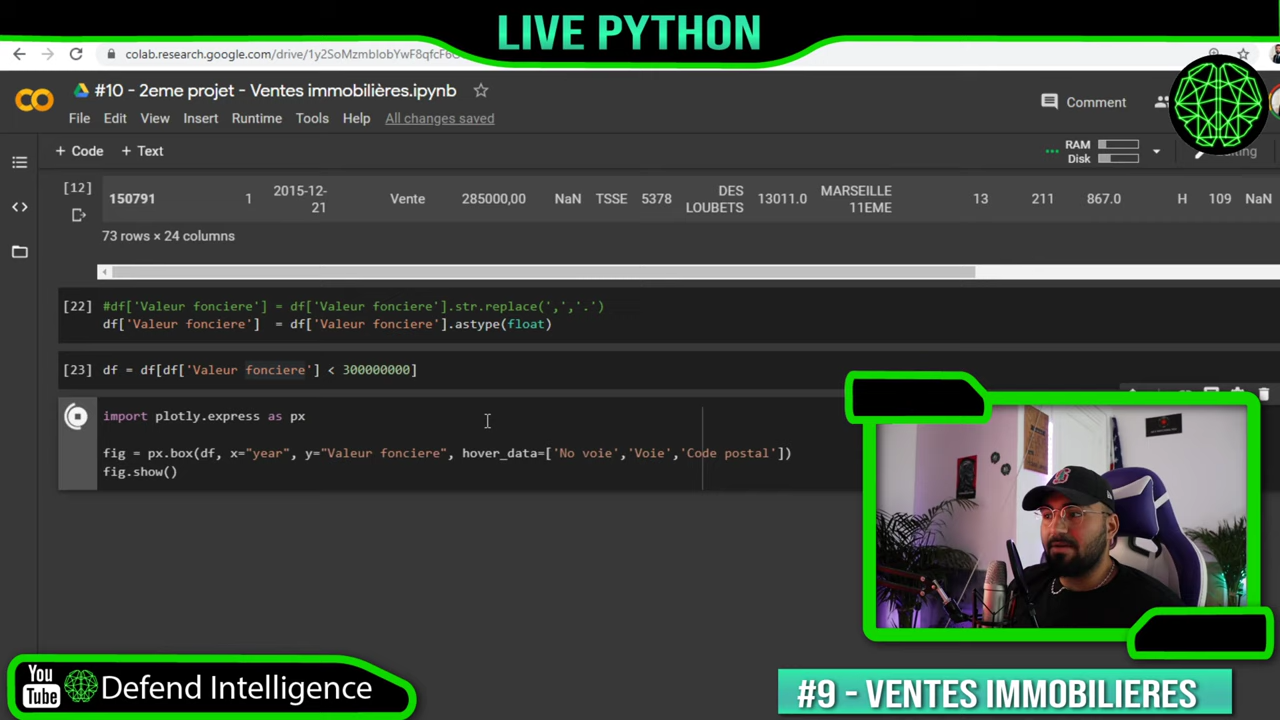 LIVE PYTHON
colab.research.google.com/drive/1y2SoMzmblobYwF8qfcG
#10 - 2eme projet - Ventes immobilières.ipynb
Comment
File Edit View Insert Runtime Tools Help All changes saved
+ Code + Text
RAM
Disk
Editing
[12]
150791 1 2015-12-21 Vente 285000,00 NaN TSSE 5378 DES LOUBETS 13011.0 MARSEILLE 11EME 13 211 867.0 H 109 NaN
73 rows × 24 columns
[22] #df['Valeur fonciere'] = df['Valeur fonciere'].str.replace(',','.')
df['Valeur fonciere'] = df['Valeur fonciere'].astype(float)
[23] df = df[df['Valeur fonciere'] < 300000000]
import plotly.express as px
fig = px.box(df, x="year", y="Valeur fonciere", hover_data=['No voie','Voie','Code postal'])
fig.show()
You
Tube
Defend Intelligence
#9 - VENTES IMMOBILIERES